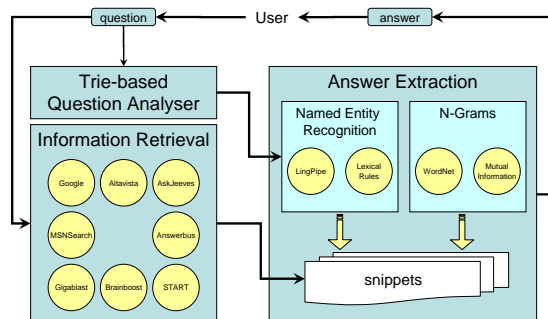 question
User
answer
Trie-based
Question Analyser
Information Retrieval
Google
Altavista
AskJeeves
MSNSearch
Answerbus
Gigablast
Brainboost
START
Answer Extraction
Named Entity
Recognition
LingPipe
Lexical
Rules
N-Grams
WordNet
Mutual
Information
snippets